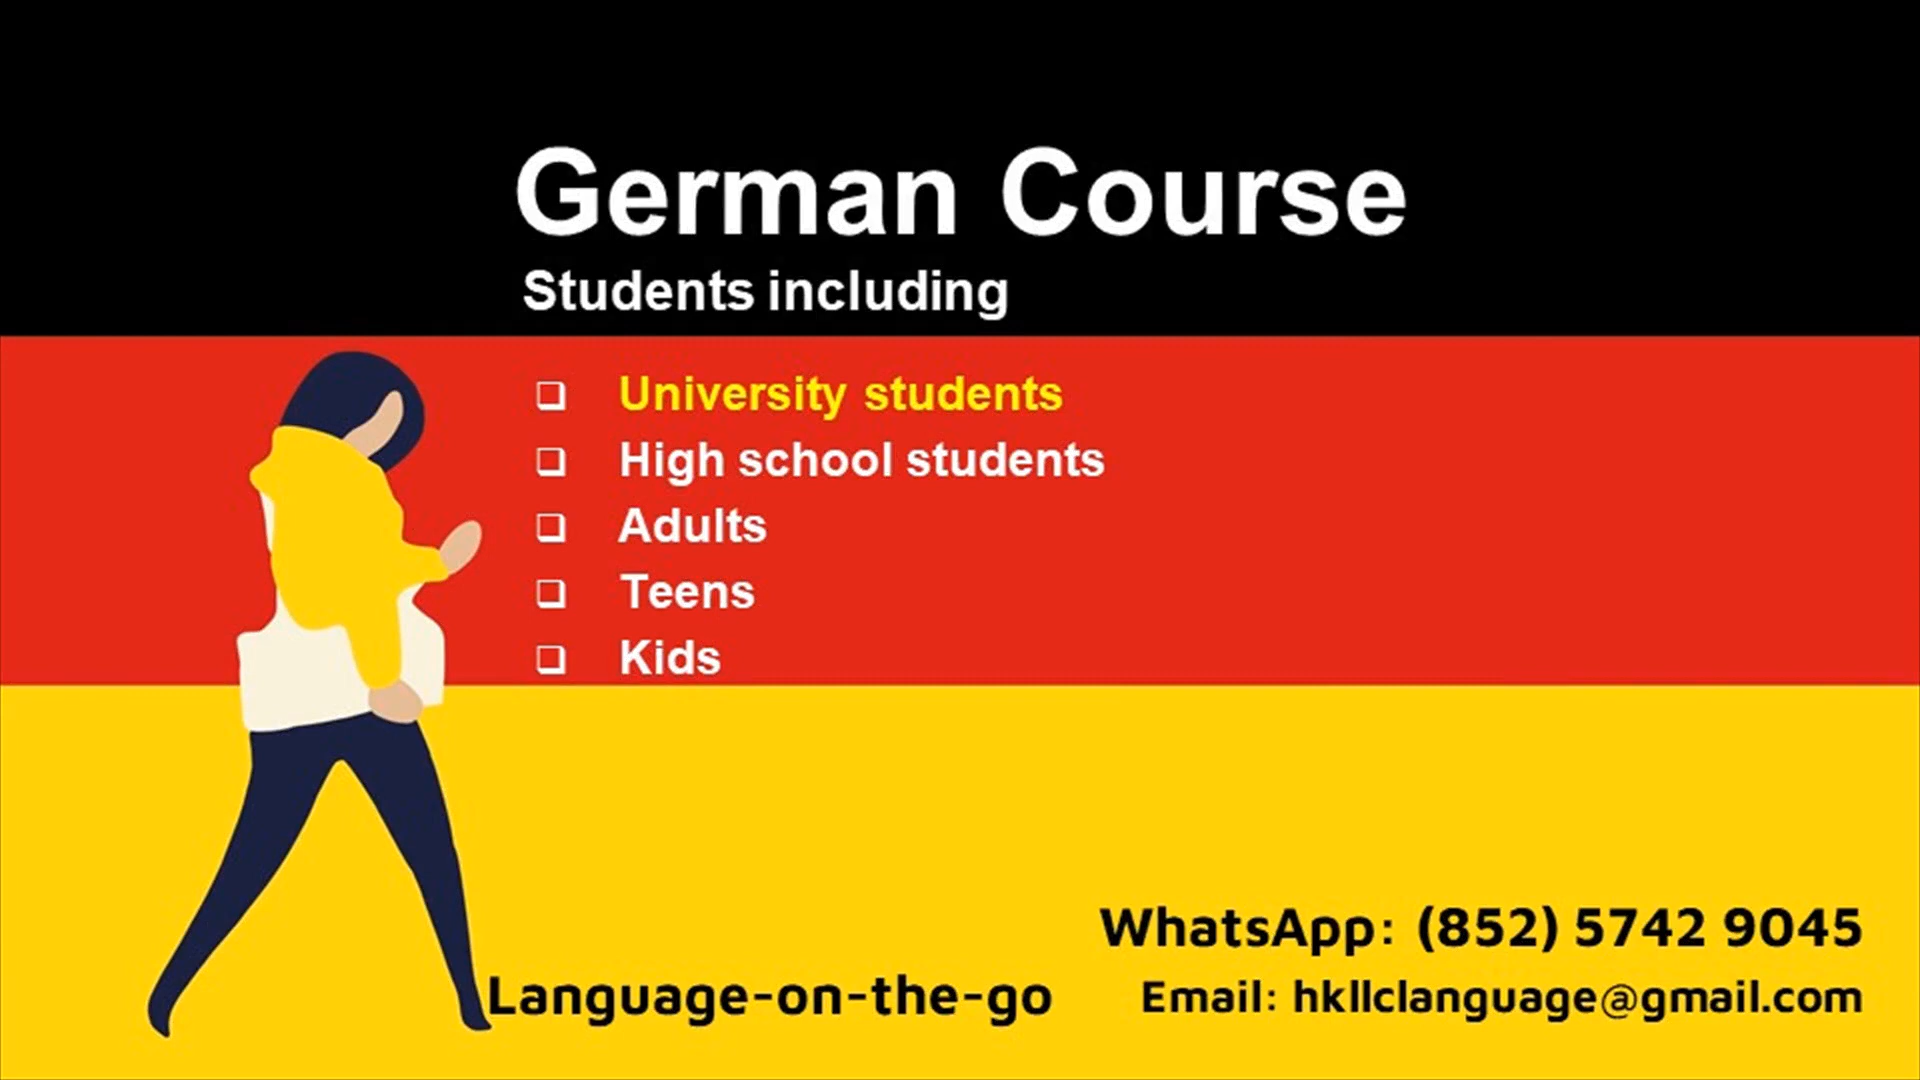 German Course
Students including
❑ University students
❑ High school students
❑ Adults
❑ Teens
❑ Kids
WhatsApp: (852) 5742 9045
Language-on-the-go
Email: hkllclanguage@gmail.com